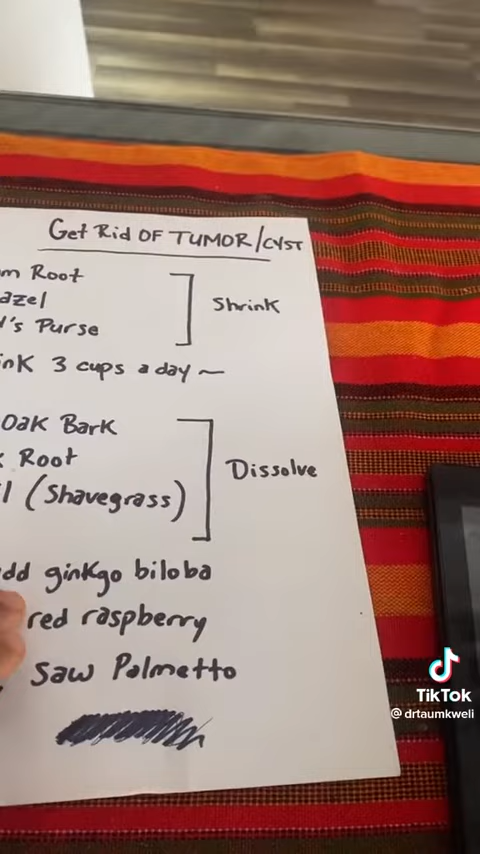 Get Rid OF TUMOR/CYST
m Root
azel
Shrink
l's Purse
inK 3 cups a day ~
Oak Bark
Root
Dissolve
l (Shavegrass)
dd ginkgo biloba
red raspberry
Saw Palmetto
TikTok
@drtaumkweli